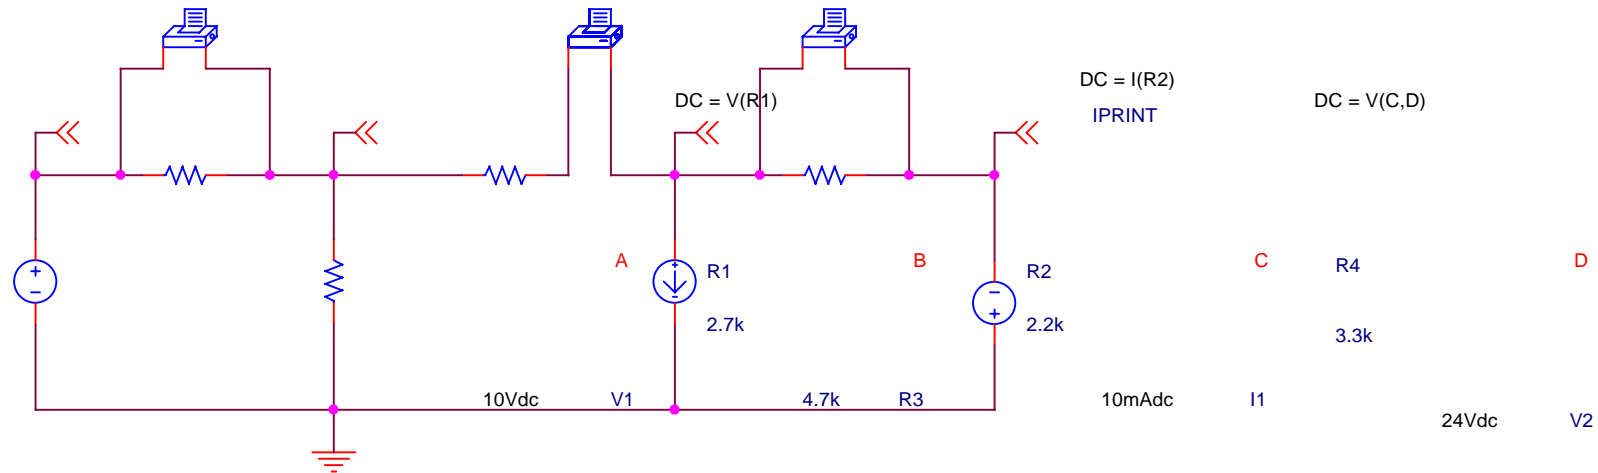 DC = I(R2)
DC = V(R1)
DC = V(C,D)
IPRINT
A
R1
B
R2
C
R4
D
2.7k
2.2k
3.3k
10Vdc
V1
4.7k
R3
10mAdc
I1
24Vdc
V2